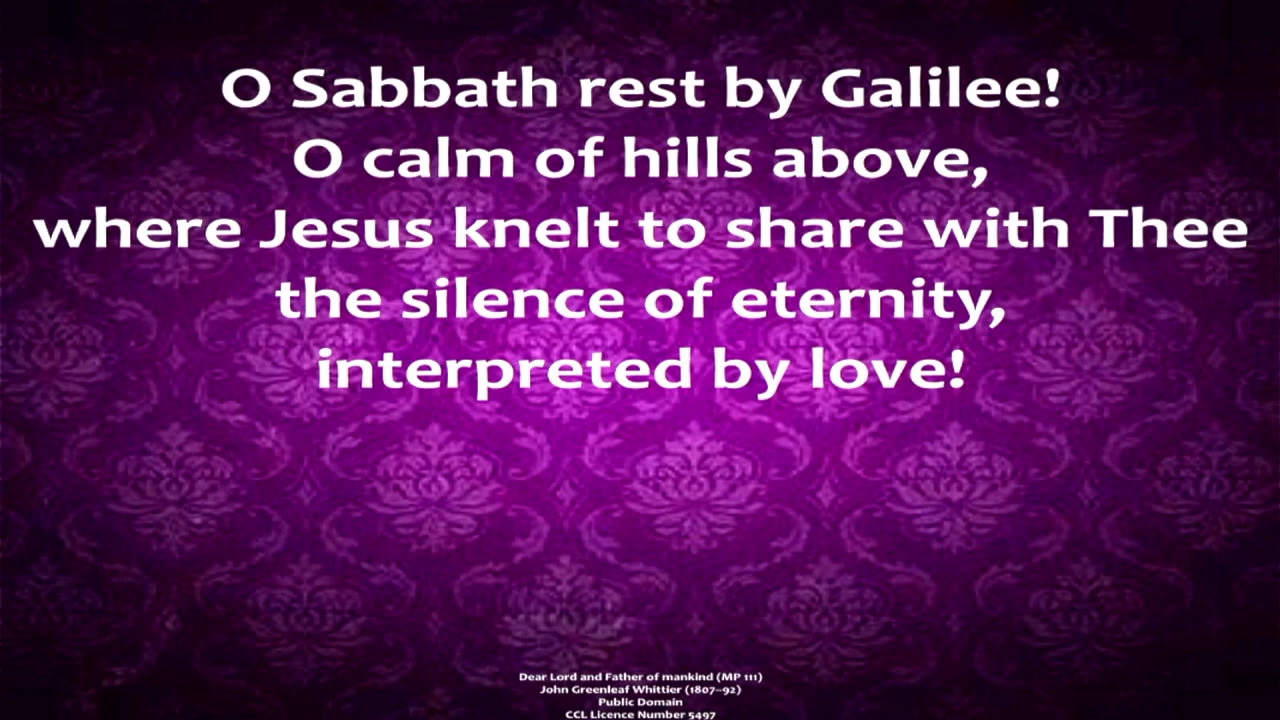 O Sabbath rest by Galilee!
O calm of hills above,
where Jesus knelt to share with Thee
the silence of eternity,
interpreted by love!
Dear Lord and Father of mankind (MP 111)
John Greenleaf Whittier (1807–92)
Public Domain
CCL Licence Number 5497